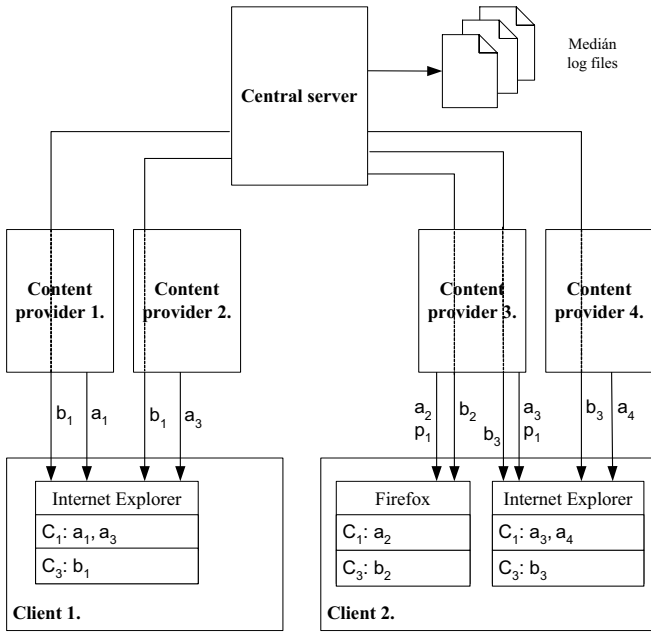 Central server
Medián
log files
Content
provider 1.
Content
provider 2.
Content
provider 3.
Content
provider 4.
b₁
a₁
b₁
a₃
a₂
p₁
b₂
b₃
a₃
p₁
b₃
a₄
Internet Explorer
C₁: a₁, a₃
C₃: b₁
Client 1.
Firefox
C₁: a₂
C₃: b₂
Internet Explorer
C₁: a₃, a₄
C₃: b₃
Client 2.